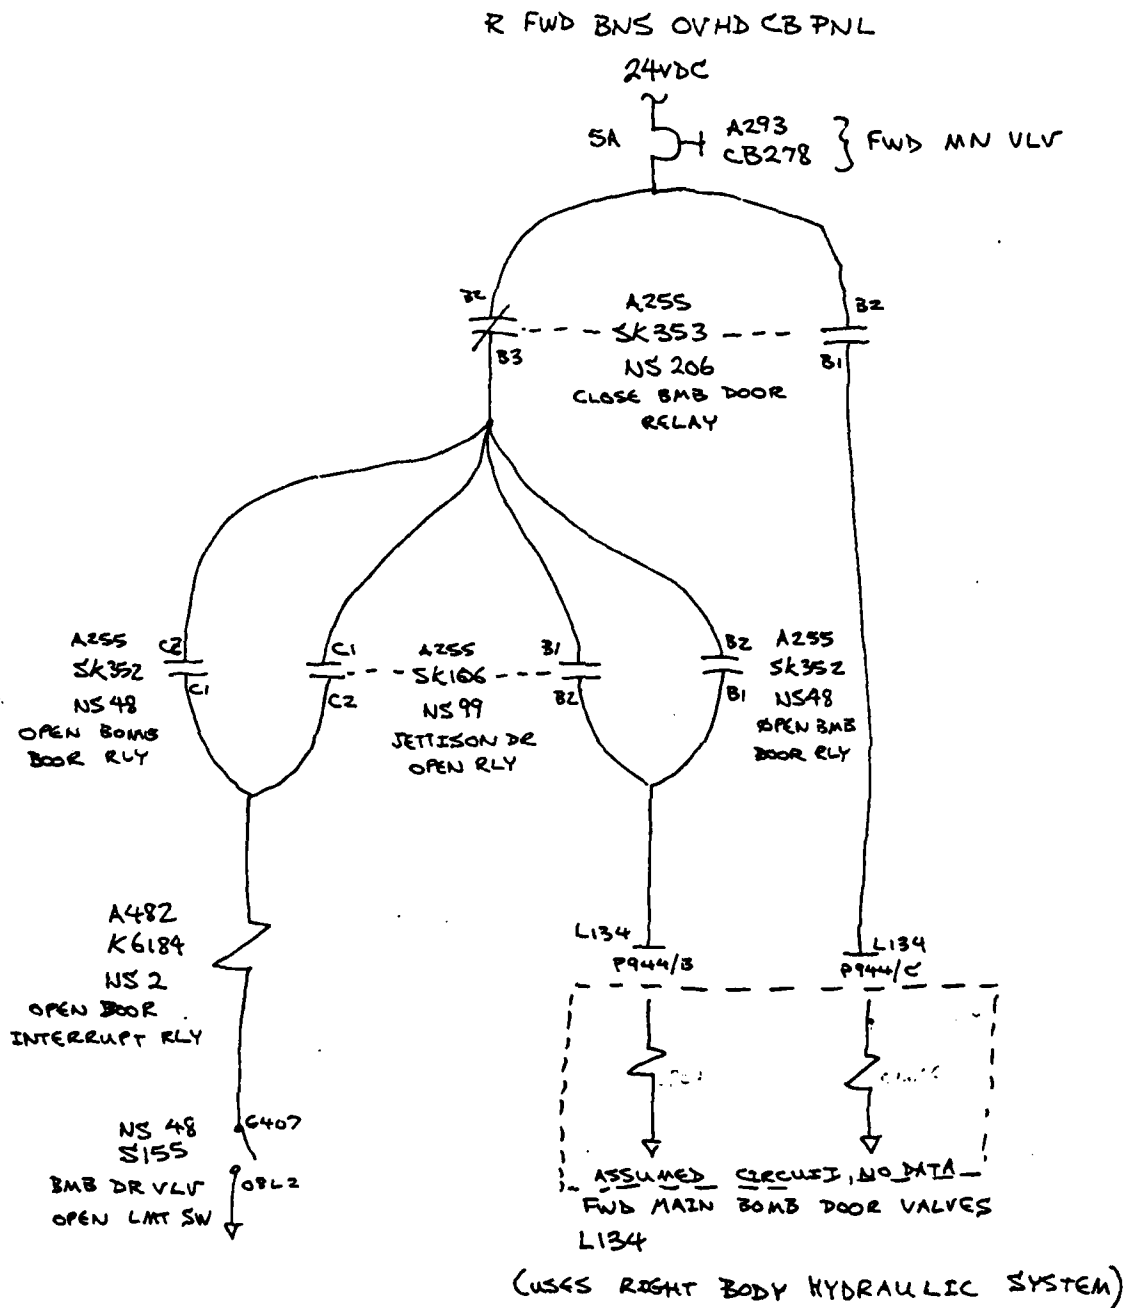 R FWD BNS OVHD CB PNL
24VDC
5A
A293
CB278
FWD MN VLV
B2
B3
A255
SK353
NS 206
CLOSE BMB DOOR
RELAY
B2
B1
A255
SK352
NS 48
OPEN BOMB
DOOR RLY
C2
C1
C1
C2
A255
SK106
NS 99
JETTISON DR
OPEN RLY
B1
B2
B2
B1
A255
SK352
NS48
OPEN BMB
DOOR RLY
A482
K6184
NS 2
OPEN DOOR
INTERRUPT RLY
L134
P944/B
L134
P944/C
NS 48
S155
BMB DR VLV
OPEN LMT SW
6407
08L2
ASSUMED CIRCUIT, NO DATA
FWD MAIN BOMB DOOR VALVES
L134
(USES RIGHT BODY HYDRAULIC SYSTEM)